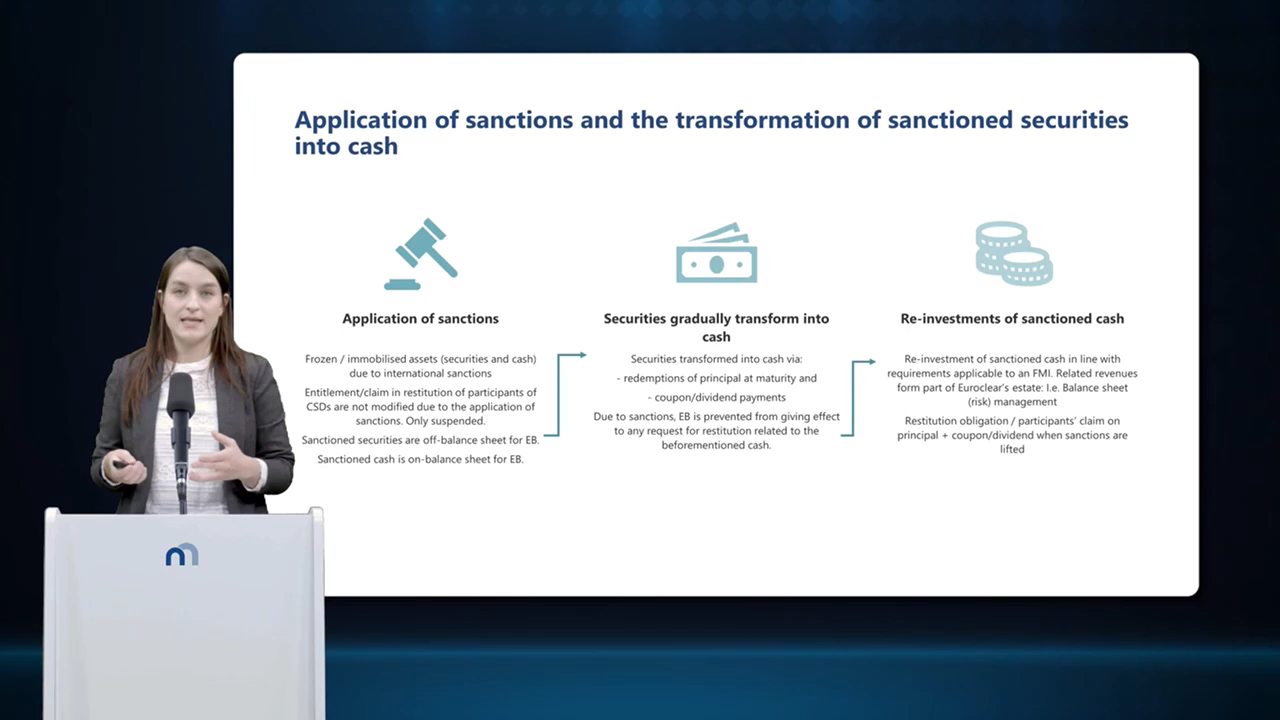 Application of sanctions and the transformation of sanctioned securities
into cash
Application of sanctions
Frozen / immobilised assets (securities and cash)
due to international sanctions
Entitlement/claim in restitution of participants of
CSDs are not modified due to the application of
sanctions. Only suspended.
Sanctioned securities are off-balance sheet for EB.
Sanctioned cash is on-balance sheet for EB.
Securities gradually transform into
cash
Securities transformed into cash via:
- redemptions of principal at maturity and
- coupon/dividend payments
Due to sanctions, EB is prevented from giving effect
to any request for restitution related to the
beforementioned cash.
Re-investments of sanctioned cash
Re-investment of sanctioned cash in line with
requirements applicable to an FMI. Related revenues
form part of Euroclear's estate: I.e. Balance sheet
(risk) management
Restitution obligation / participants' claim on
principal + coupon/dividend when sanctions are
lifted